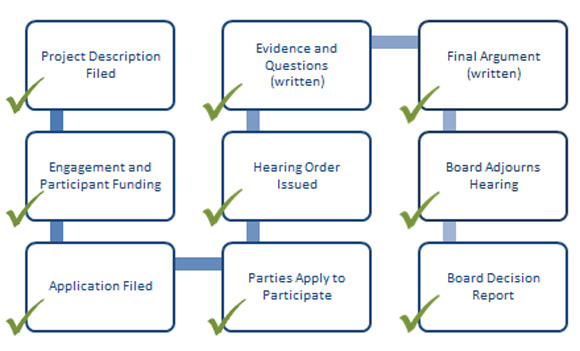 Project Description
Filed
Engagement and
Participant Funding
Application Filed
Parties Apply to
Participate
Hearing Order
Issued
Evidence and
Questions
(written)
Final Argument
(written)
Board Adjourns
Hearing
Board Decision
Report